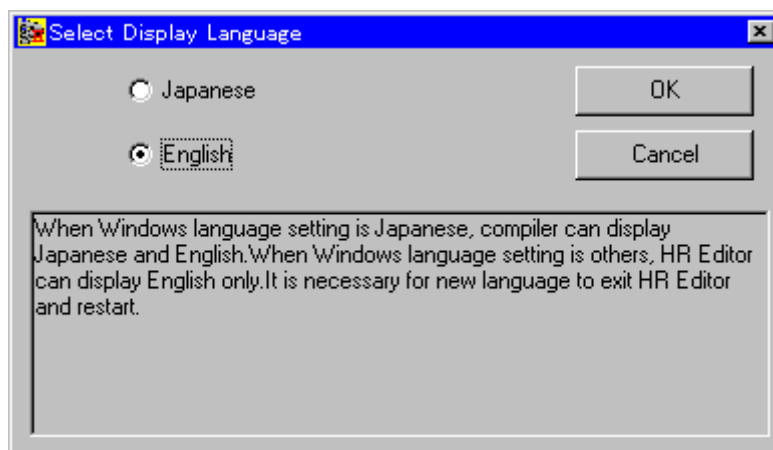 Select Display Language
Japanese
OK
English
Cancel
When Windows language setting is Japanese, compiler can display
Japanese and English.When Windows language setting is others, HR Editor
can display English only.It is necessary for new language to exit HR Editor
and restart.